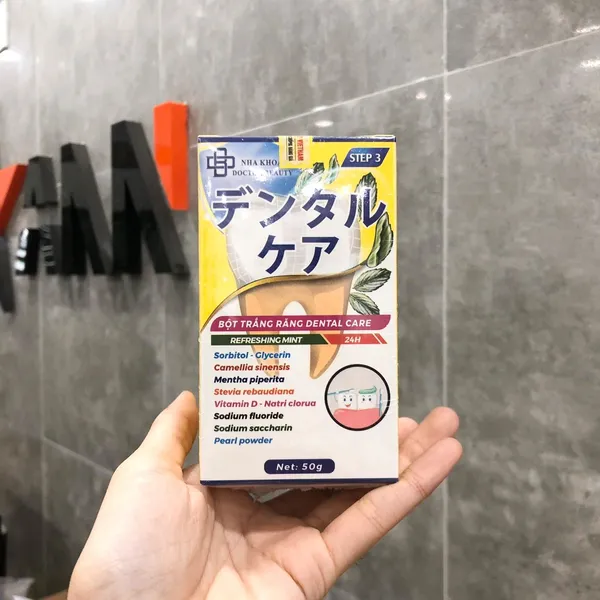 NHA KHOA
DOCTOR BEAUTY
STEP 3
デンタル
ケア
BỘT TRẮNG RĂNG DENTAL CARE
REFRESHING MINT 24H
Sorbitol - Glycerin
Camellia sinensis
Mentha piperita
Stevia rebaudiana
Vitamin D - Natri clorua
Sodium fluoride
Sodium saccharin
Pearl powder
Net: 50g